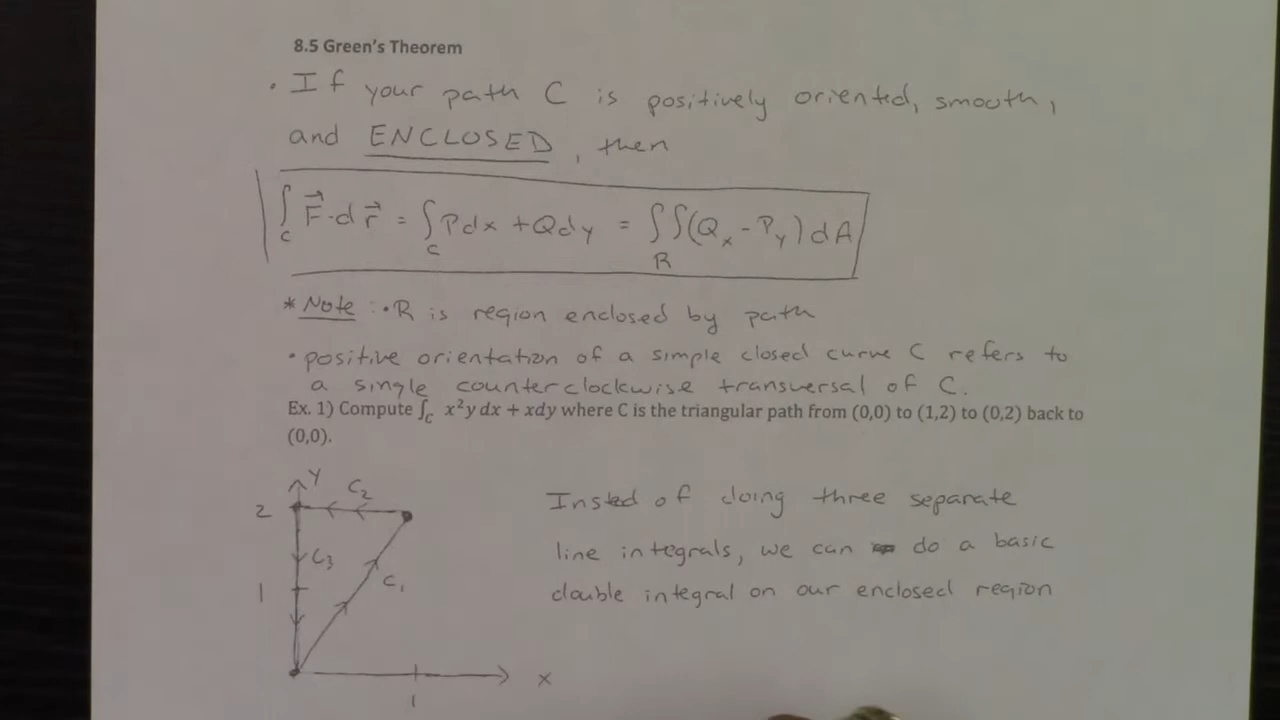 8.5 Green's Theorem
• If your path C is positively oriented, smooth,
and ENCLOSED, then
∫_C F⃗·dr⃗ = ∫_C Pdx + Qdy = ∫∫_R (Q_x - P_y) dA
* Note: • R is region enclosed by path
• positive orientation of a simple closed curve C refers to
a single counterclockwise transversal of C.
Ex. 1) Compute ∫_C x²y dx + xdy where C is the triangular path from (0,0) to (1,2) to (0,2) back to
(0,0).
y
C₂
2
C₃
1
C₁
x
1
Insted of doing three separate
line integrals, we can do a basic
double integral on our enclosed region